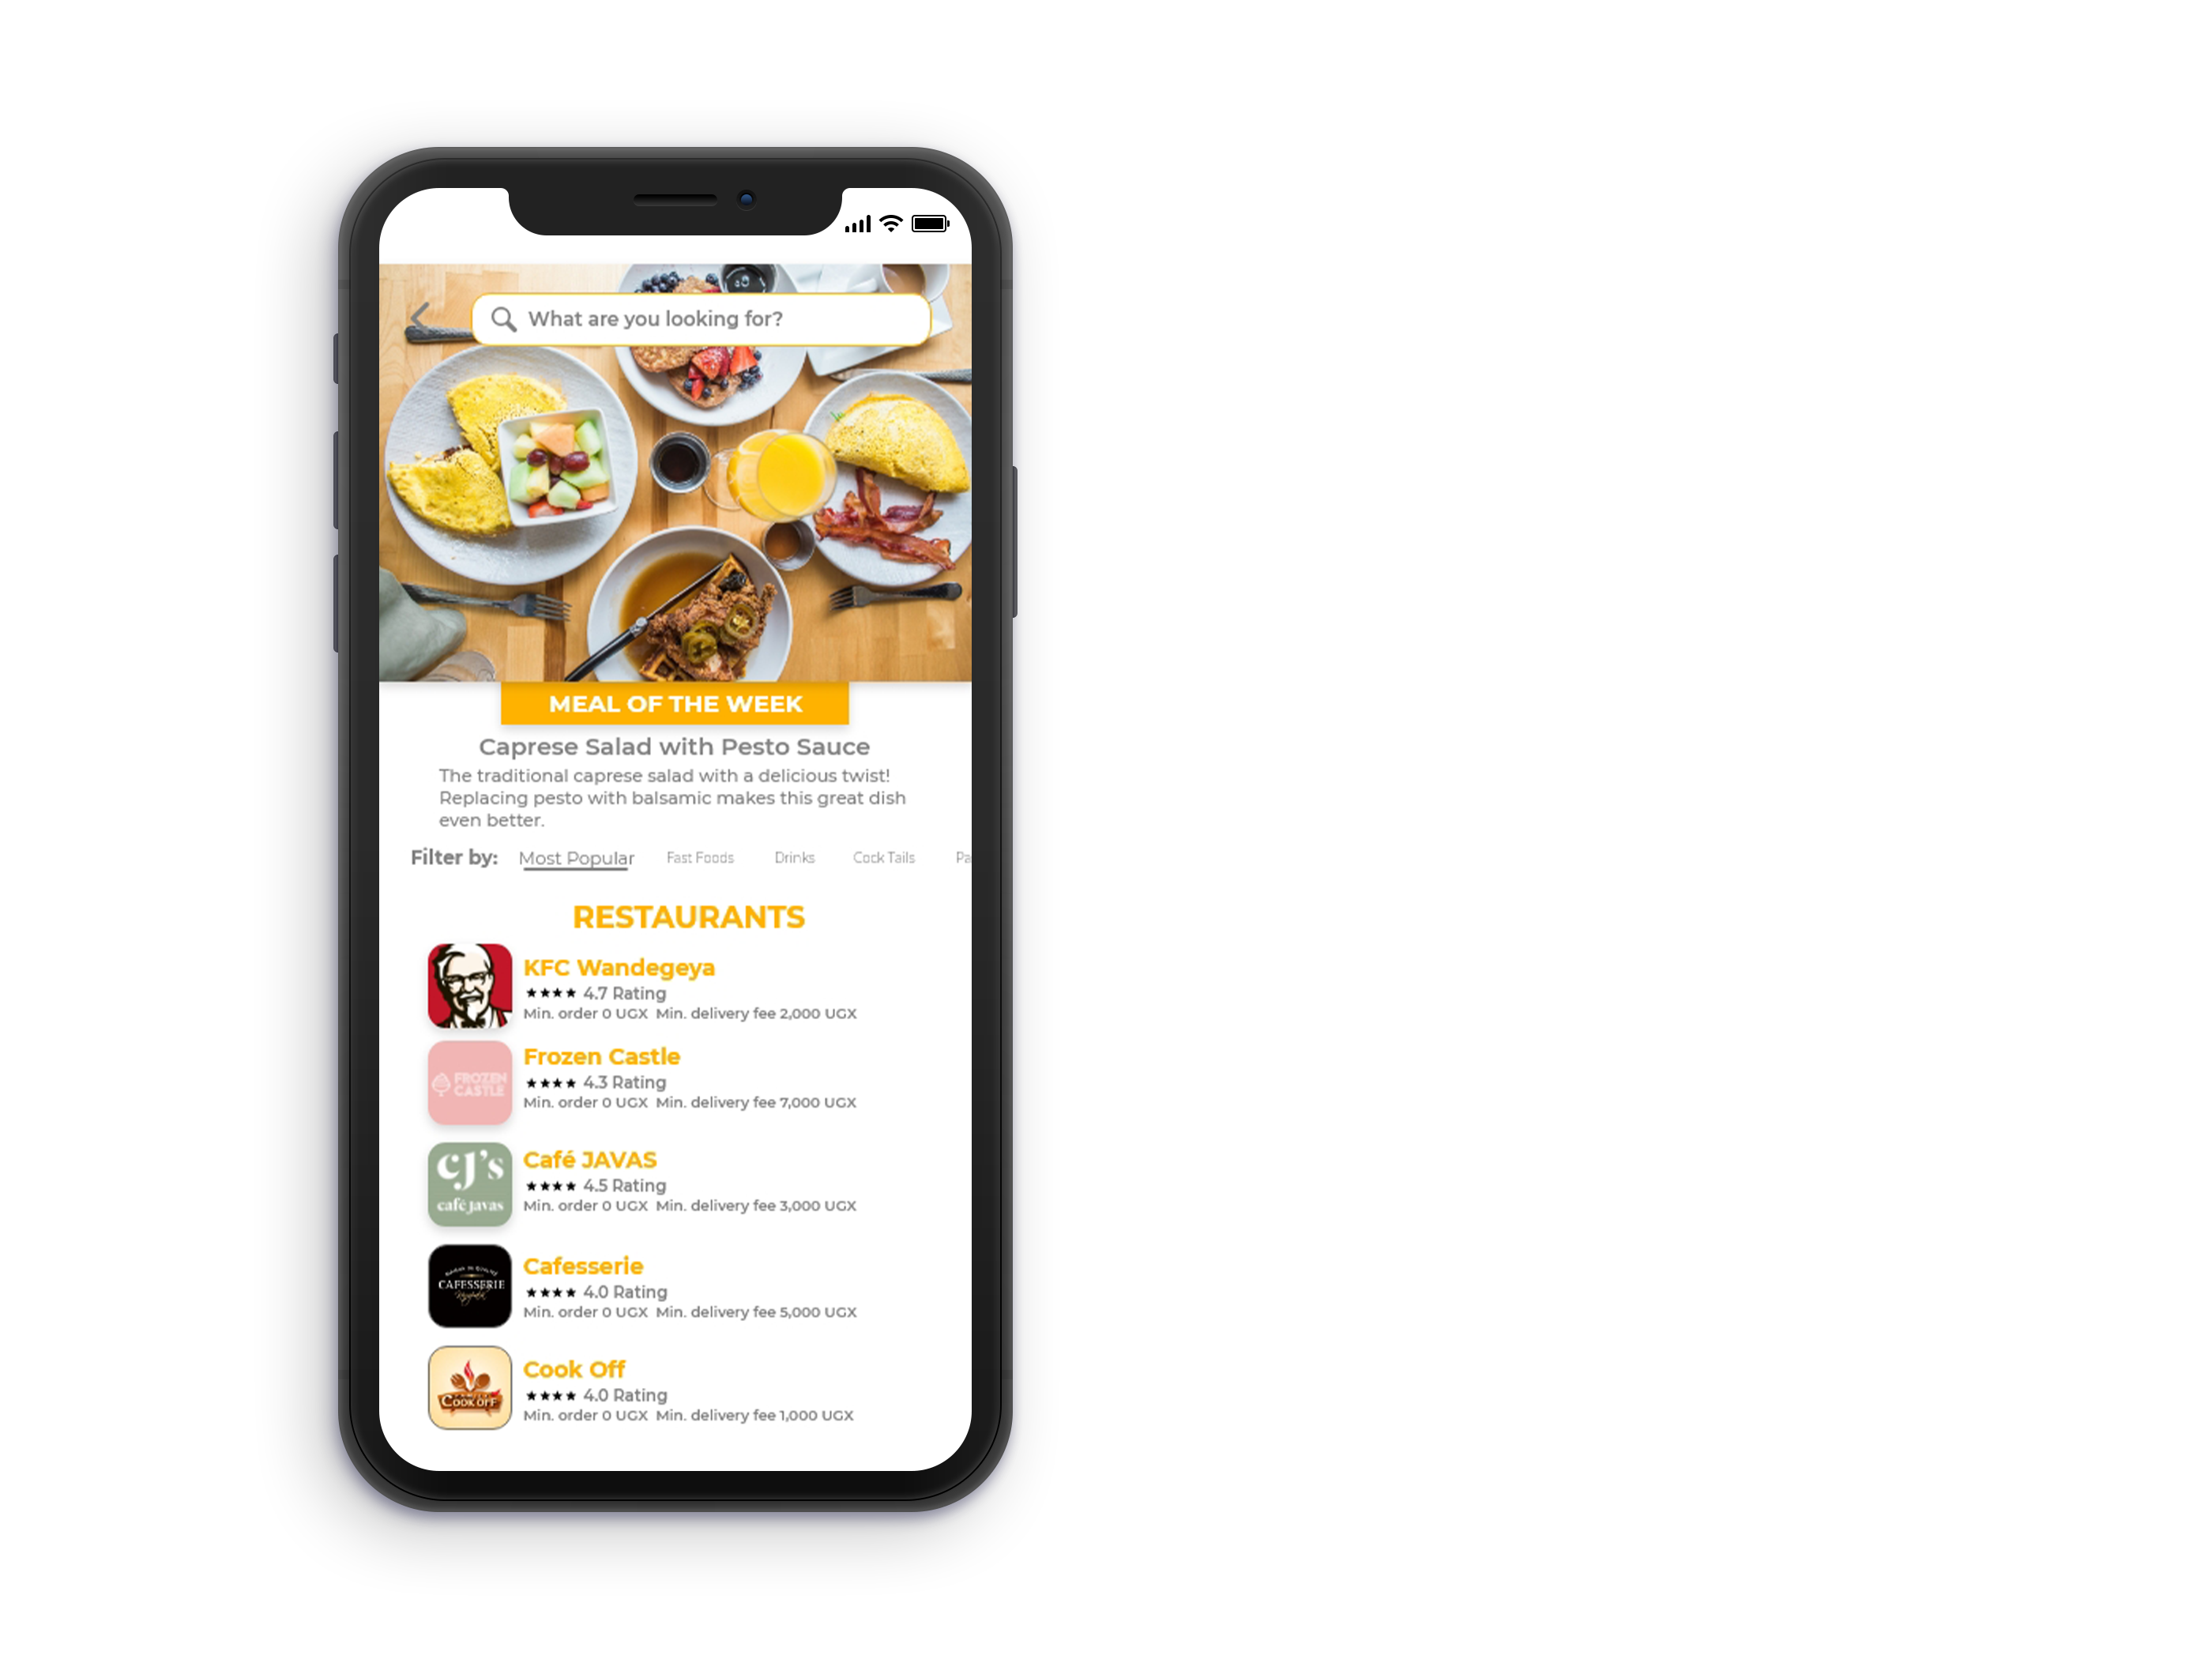 What are you looking for?
MEAL OF THE WEEK
Caprese Salad with Pesto Sauce
The traditional caprese salad with a delicious twist!
Replacing pesto with balsamic makes this great dish
even better.
Filter by: Most Popular Fast Foods Drinks Cock Tails Pa
RESTAURANTS
KFC Wandegeya
4.7 Rating
Min. order 0 UGX Min. delivery fee 2,000 UGX
FROZEN
CASTLE
Frozen Castle
4.3 Rating
Min. order 0 UGX Min. delivery fee 7,000 UGX
CJ's
café javas
Café JAVAS
4.5 Rating
Min. order 0 UGX Min. delivery fee 3,000 UGX
CAFESSERIE
Cafesserie
4.0 Rating
Min. order 0 UGX Min. delivery fee 5,000 UGX
COOK OFF
Cook Off
4.0 Rating
Min. order 0 UGX Min. delivery fee 1,000 UGX